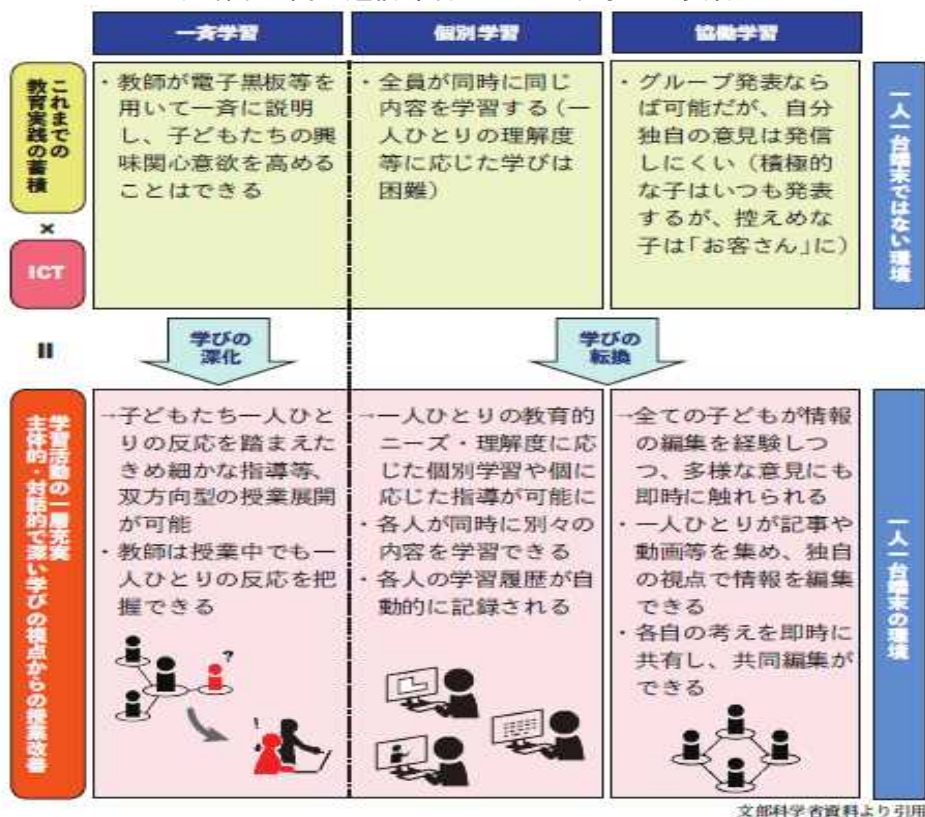 一斉学習
個別学習
協働学習
これまでの
教育実践の蓄積
×
ICT
・教師が電子黒板等を
用いて一斉に説明
し、子どもたちの興
味関心意欲を高める
ことはできる
・全員が同時に同じ
内容を学習する（一
人ひとりの理解度
等に応じた学びは
困難）
・グループ発表なら
ば可能だが、自分
独自の意見は発信
しにくい（積極的
な子はいつも発表
するが、控えめな
子は「お客さん」に）
一人一台端末ではない環境
＝
学びの
深化
学びの
転換
学習活動の一層充実
主体的・対話的で深い学びの視点からの授業改善
→子どもたち一人ひと
りの反応を踏まえた
きめ細かな指導等、
双方向型の授業展開
が可能
・教師は授業中でも一
人ひとりの反応を把
握できる
?
!
→一人ひとりの教育的
ニーズ・理解度に応
じた個別学習や個に
応じた指導が可能に
・各人が同時に別々の
内容を学習できる
・各人の学習履歴が自
動的に記録される
→全ての子どもが情報
の編集を経験しつ
つ、多様な意見にも
即時に触れられる
・一人ひとりが記事や
動画等を集め、独自
の視点で情報を編集
できる
・各自の考えを即時に
共有し、共同編集が
できる
一人一台端末の環境
文部科学省資料より引用